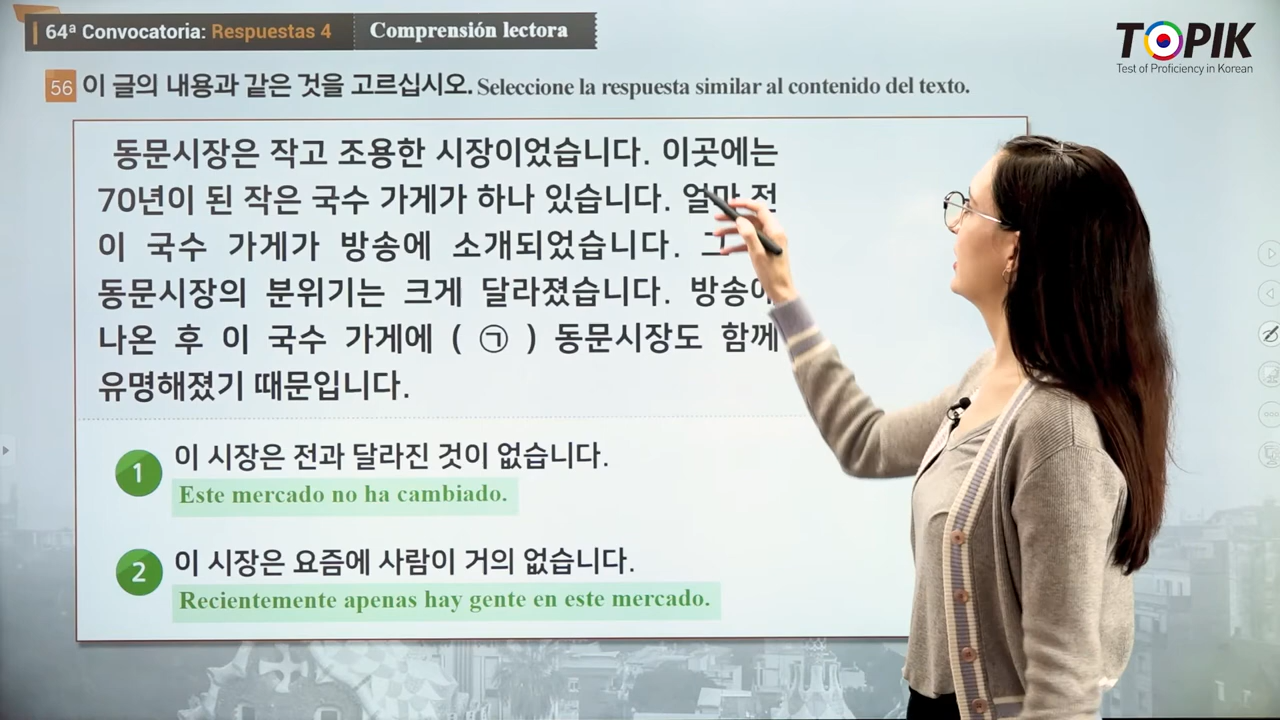 64ª Convocatoria: Respuestas 4 Comprensión lectora
TOPIK
Test of Proficiency in Korean
56 이 글의 내용과 같은 것을 고르십시오. Seleccione la respuesta similar al contenido del texto.
동문시장은 작고 조용한 시장이었습니다. 이곳에는
70년이 된 작은 국수 가게가 하나 있습니다. 얼마 전
이 국수 가게가 방송에 소개되었습니다.
동문시장의 분위기는 크게 달라졌습니다. 방송에
나온 후 이 국수 가게에 ( ㉠ ) 동문시장도 함께
유명해졌기 때문입니다.
1 이 시장은 전과 달라진 것이 없습니다.
Este mercado no ha cambiado.
2 이 시장은 요즘에 사람이 거의 없습니다.
Recientemente apenas hay gente en este mercado.